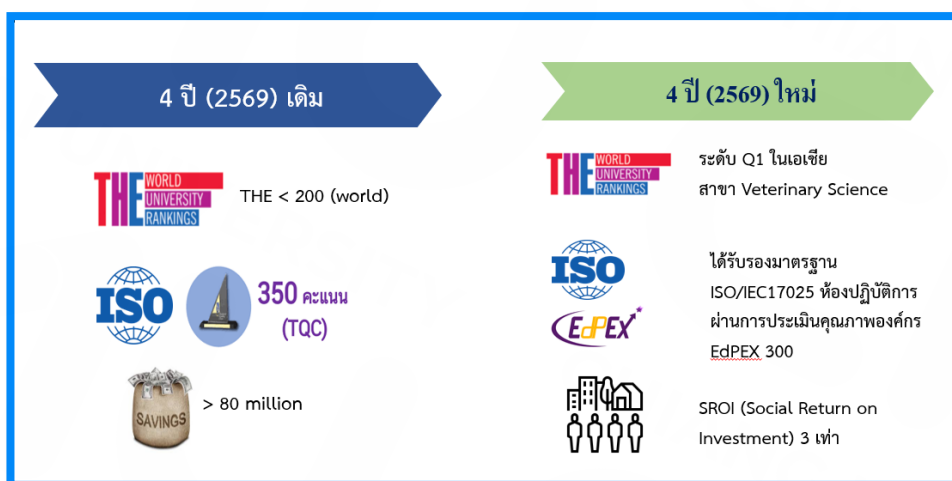 4 ปี (2569) เดิม
THE WORLD
UNIVERSITY
RANKINGS
THE < 200 (world)
ISO
350 คะแนน
(TQC)
SAVINGS
> 80 million
4 ปี (2569) ใหม่
THE WORLD
UNIVERSITY
RANKINGS
ระดับ Q1 ในเอเชีย
สาขา Veterinary Science
ISO
EdPEX
ได้รับรองมาตรฐาน
ISO/IEC17025 ห้องปฏิบัติการ
ผ่านการประเมินคุณภาพองค์กร
EdPEX 300
SROI (Social Return on
Investment) 3 เท่า